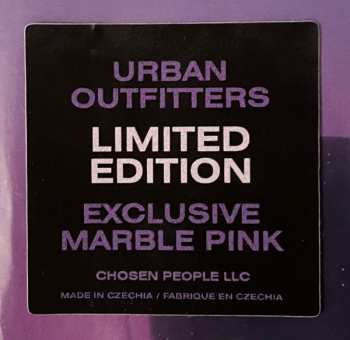 URBAN
OUTFITTERS
LIMITED
EDITION
EXCLUSIVE
MARBLE PINK
CHOSEN PEOPLE LLC
MADE IN CZECHIA / FABRIQUE EN CZECHIA